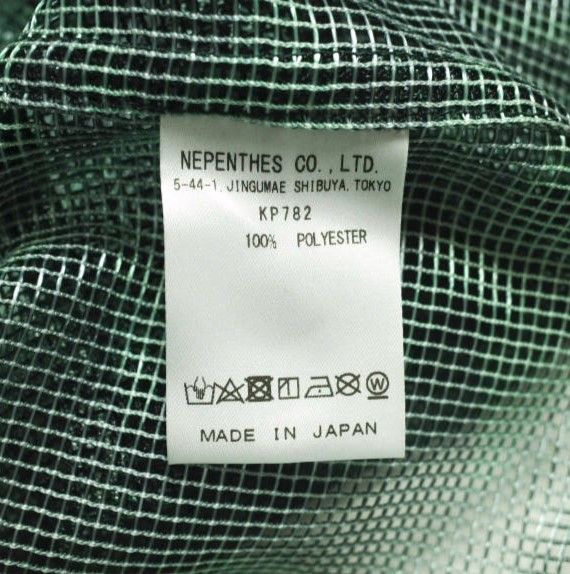 NEPENTHES CO., LTD.
5-44-1, JINGUMAE SHIBUYA, TOKYO
KP782
100% POLYESTER
W
MADE IN JAPAN